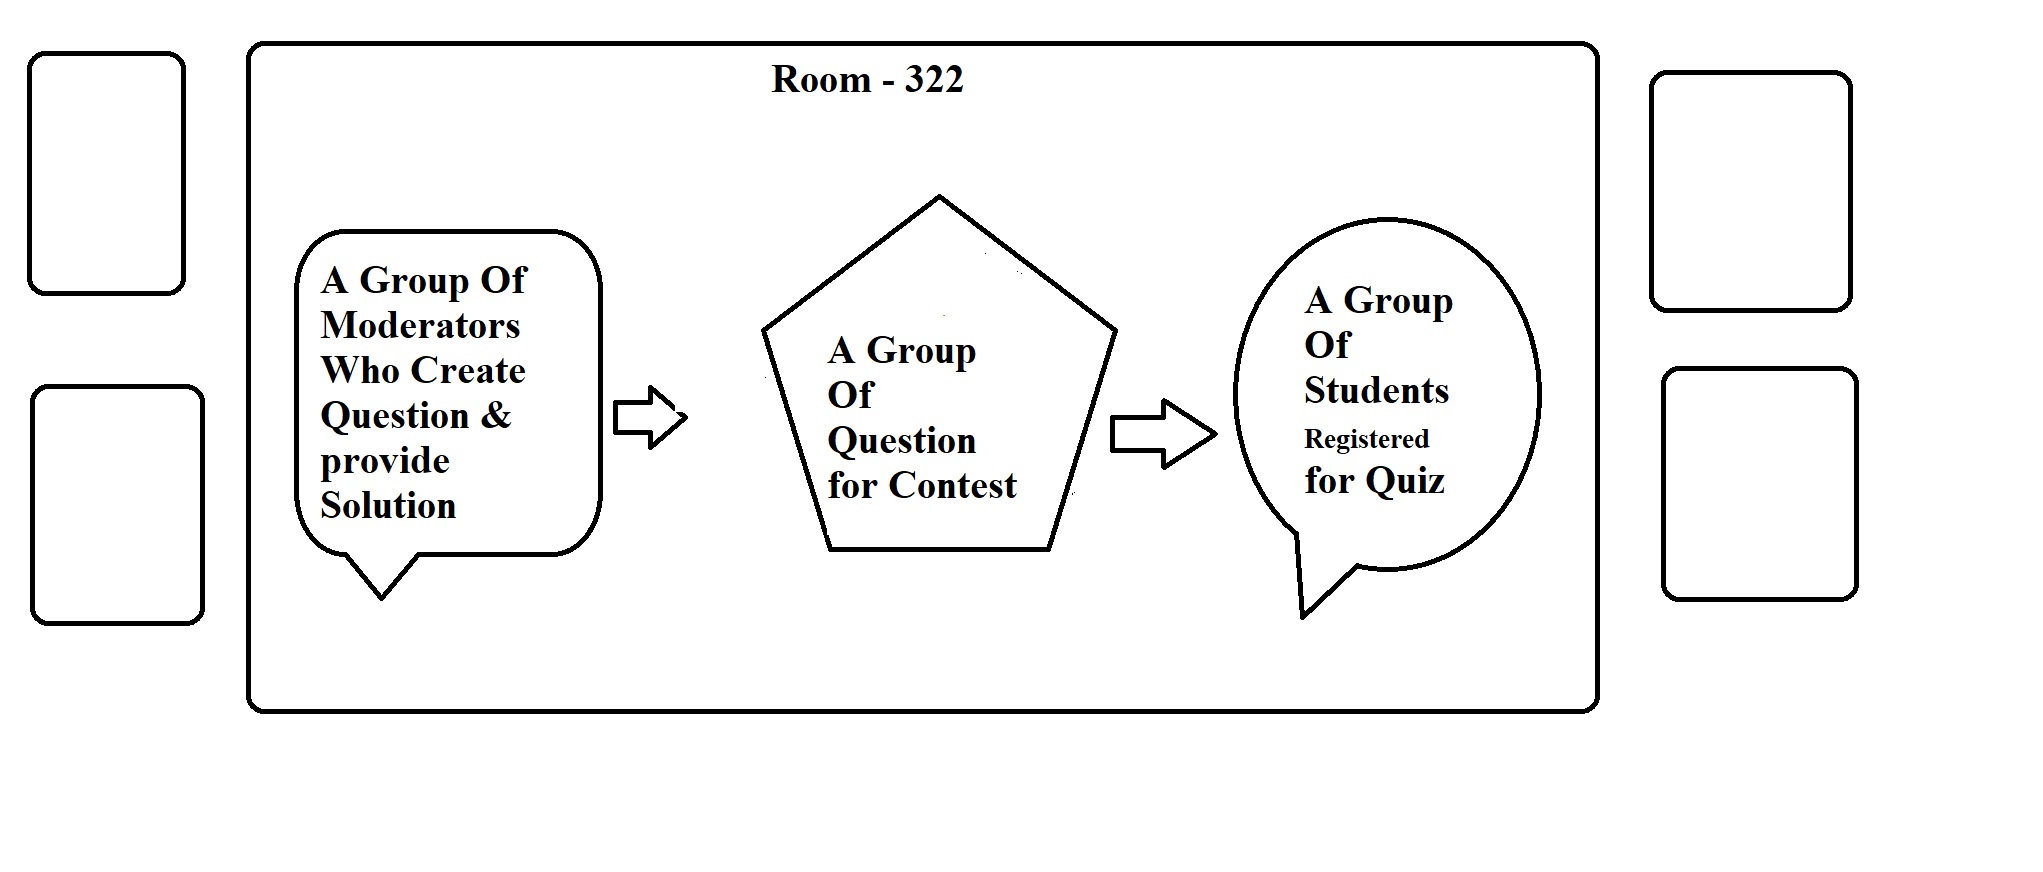 Room - 322
A Group Of
Moderators
Who Create
Question &
provide
Solution
A Group
Of
Question
for Contest
A Group
Of
Students
Registered
for Quiz